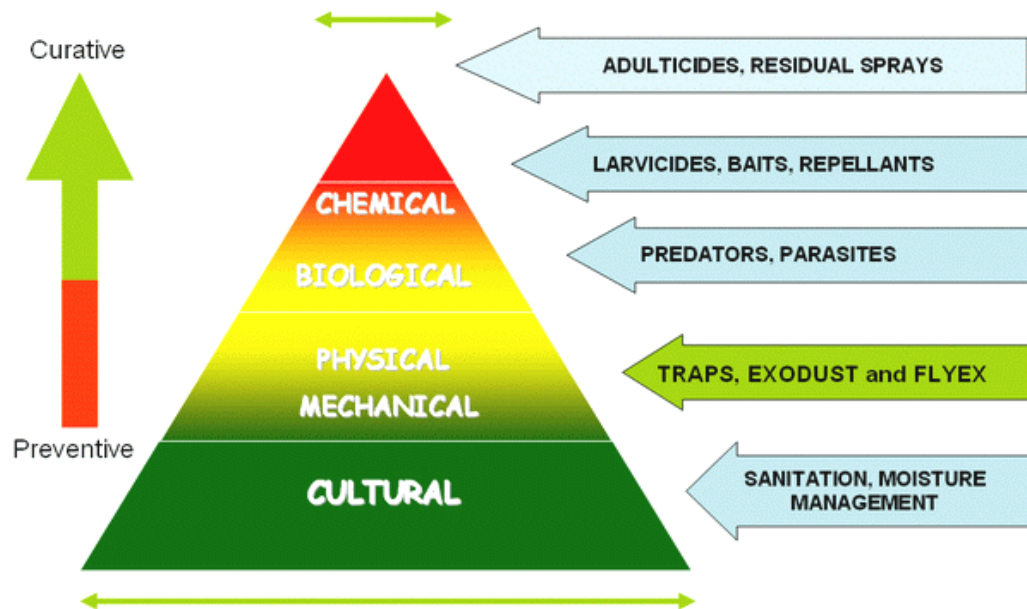 Curative
ADULTICIDES, RESIDUAL SPRAYS
LARVICIDES, BAITS, REPELLANTS
CHEMICAL
PREDATORS, PARASITES
BIOLOGICAL
PHYSICAL
TRAPS, EXODUST and FLYEX
MECHANICAL
Preventive
SANITATION, MOISTURE
MANAGEMENT
CULTURAL